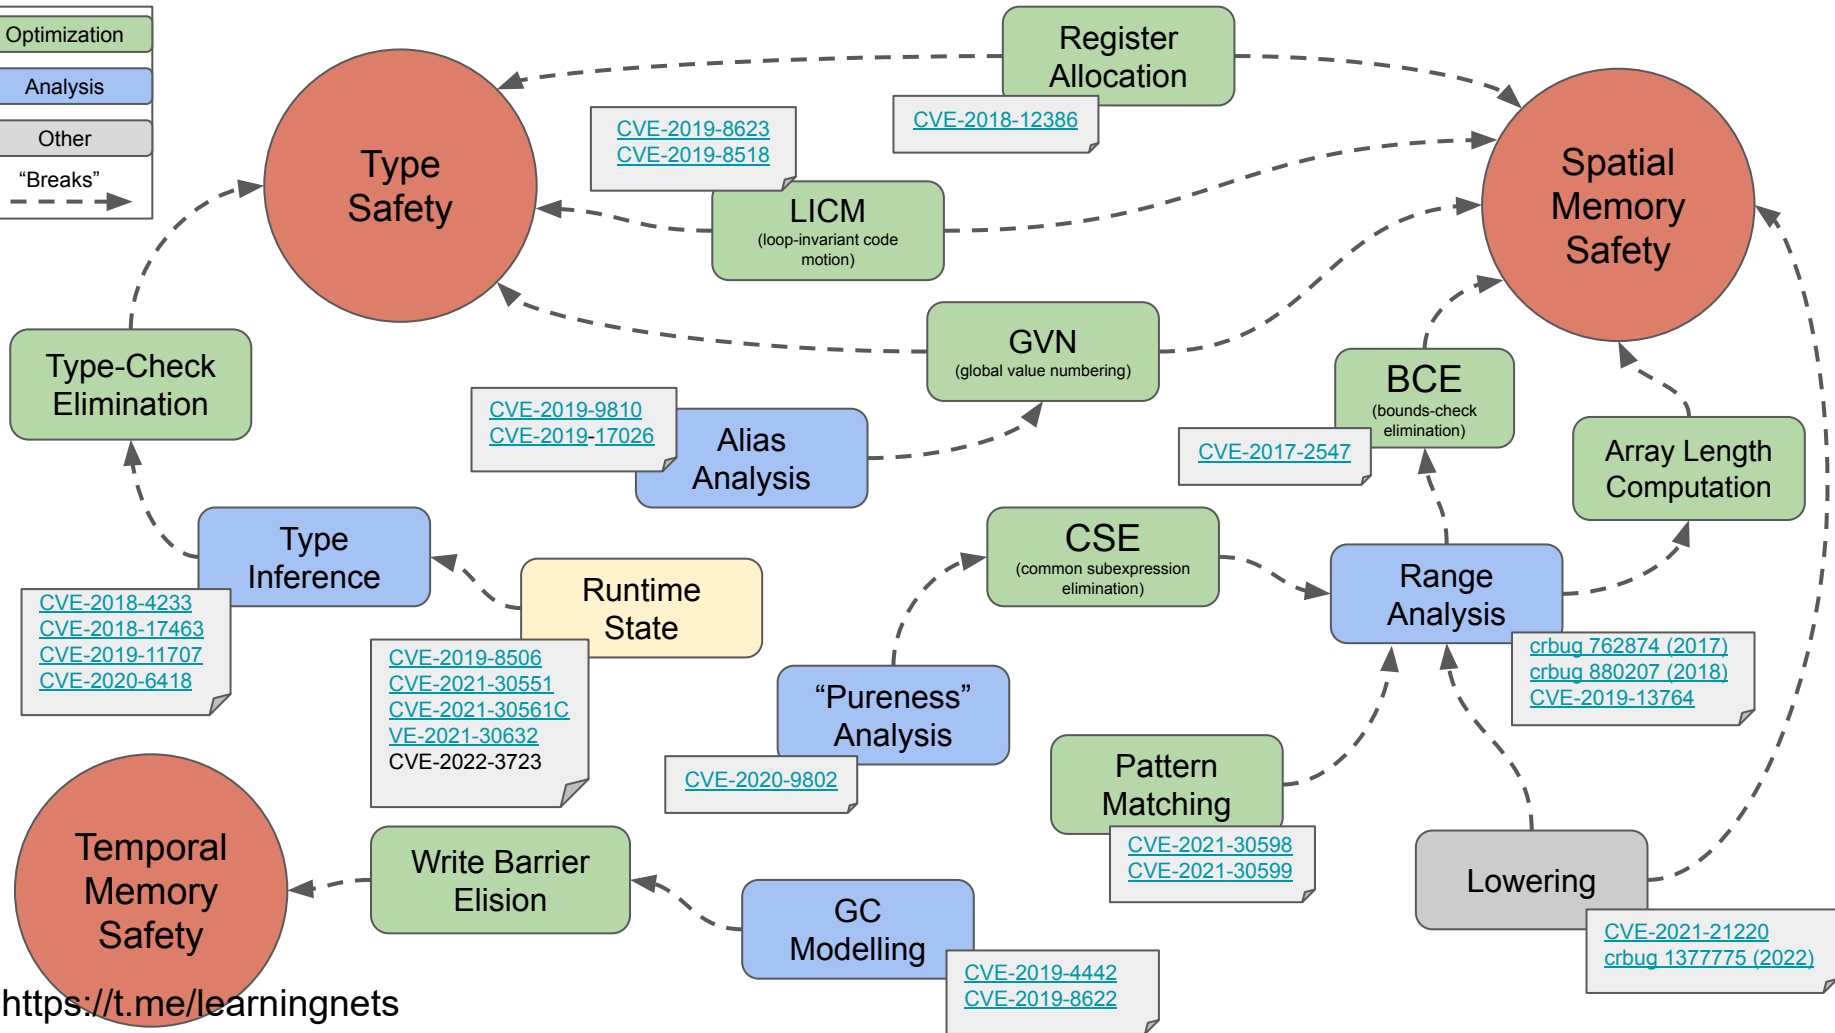 Optimization
Analysis
Other
“Breaks”
Register
Allocation
CVE-2018-12386
CVE-2019-8623
CVE-2019-8518
Type
Safety
LICM
(loop-invariant code
motion)
Spatial
Memory
Safety
GVN
(global value numbering)
Type-Check
Elimination
BCE
(bounds-check
elimination)
CVE-2017-2547
CVE-2019-9810
CVE-2019-17026
Alias
Analysis
Array Length
Computation
Type
Inference
CVE-2018-4233
CVE-2018-17463
CVE-2019-11707
CVE-2020-6418
Runtime
State
CVE-2019-8506
CVE-2021-30551
CVE-2021-30561C
VE-2021-30632
CVE-2022-3723
CSE
(common subexpression
elimination)
Range
Analysis
crbug 762874 (2017)
crbug 880207 (2018)
CVE-2019-13764
“Pureness”
Analysis
CVE-2020-9802
Pattern
Matching
CVE-2021-30598
CVE-2021-30599
Temporal
Memory
Safety
Write Barrier
Elision
GC
Modelling
CVE-2019-4442
CVE-2019-8622
Lowering
CVE-2021-21220
crbug 1377775 (2022)
https://t.me/learningnets